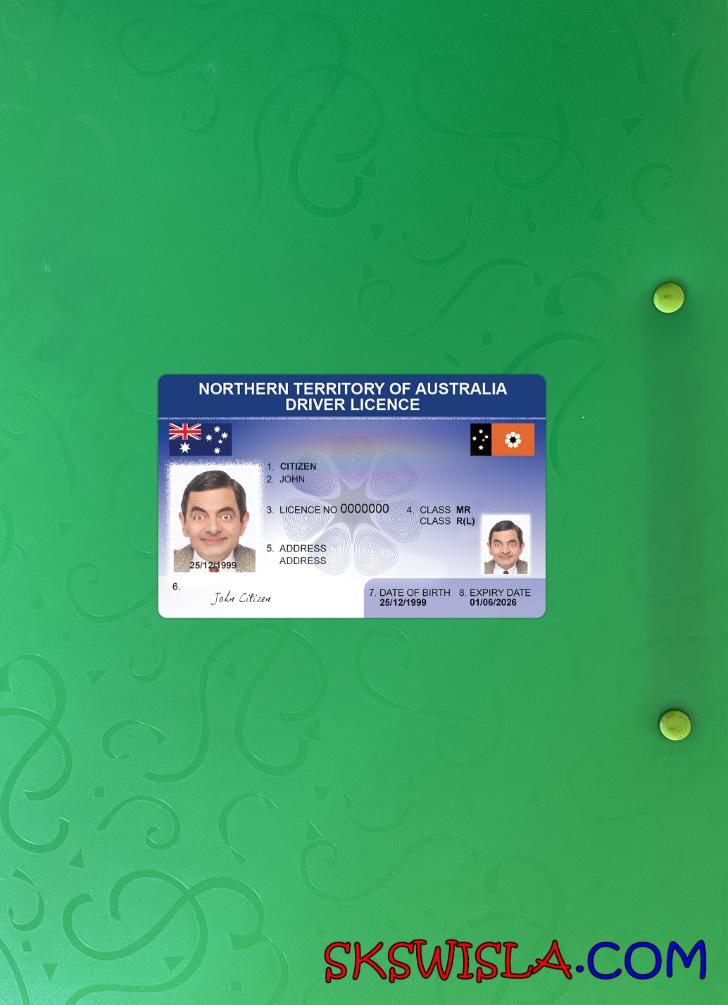 NORTHERN TERRITORY OF AUSTRALIA
DRIVER LICENCE
1. CITIZEN
2. JOHN
3. LICENCE NO 0000000 4. CLASS MR
CLASS R(L)
5. ADDRESS
ADDRESS
25/12/1999
6.
John Citizen
7. DATE OF BIRTH 8. EXPIRY DATE
25/12/1999 01/06/2026
SKSWISLA.COM